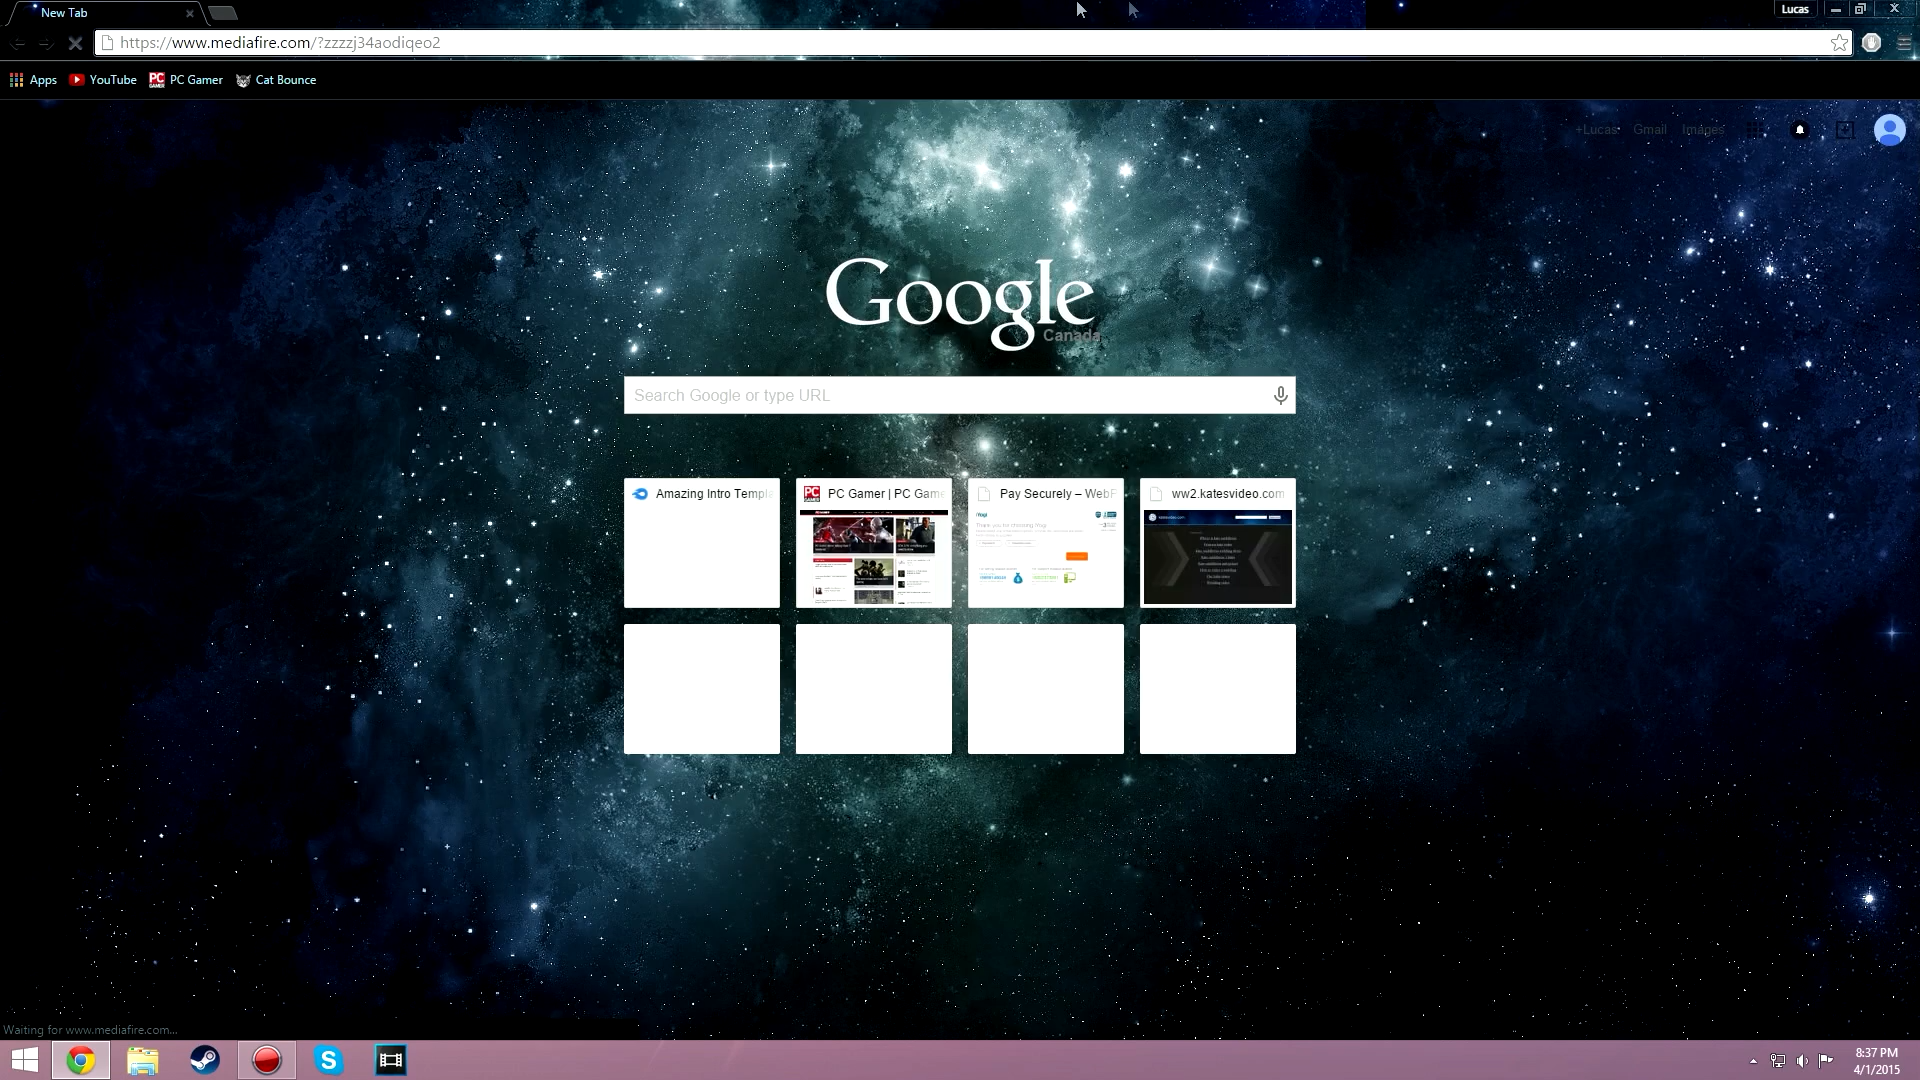 New Tab
Lucas
https://www.mediafire.com/?zzzzj34aodiqeo2
Apps YouTube PC Gamer Cat Bounce
+Lucas Gmail Images
Google
Canada
Search Google or type URL
Amazing Intro Templa
PC Gamer | PC Game
Pay Securely – WebP
ww2.katesvideo.com
Waiting for www.mediafire.com...
8:37 PM
4/1/2015